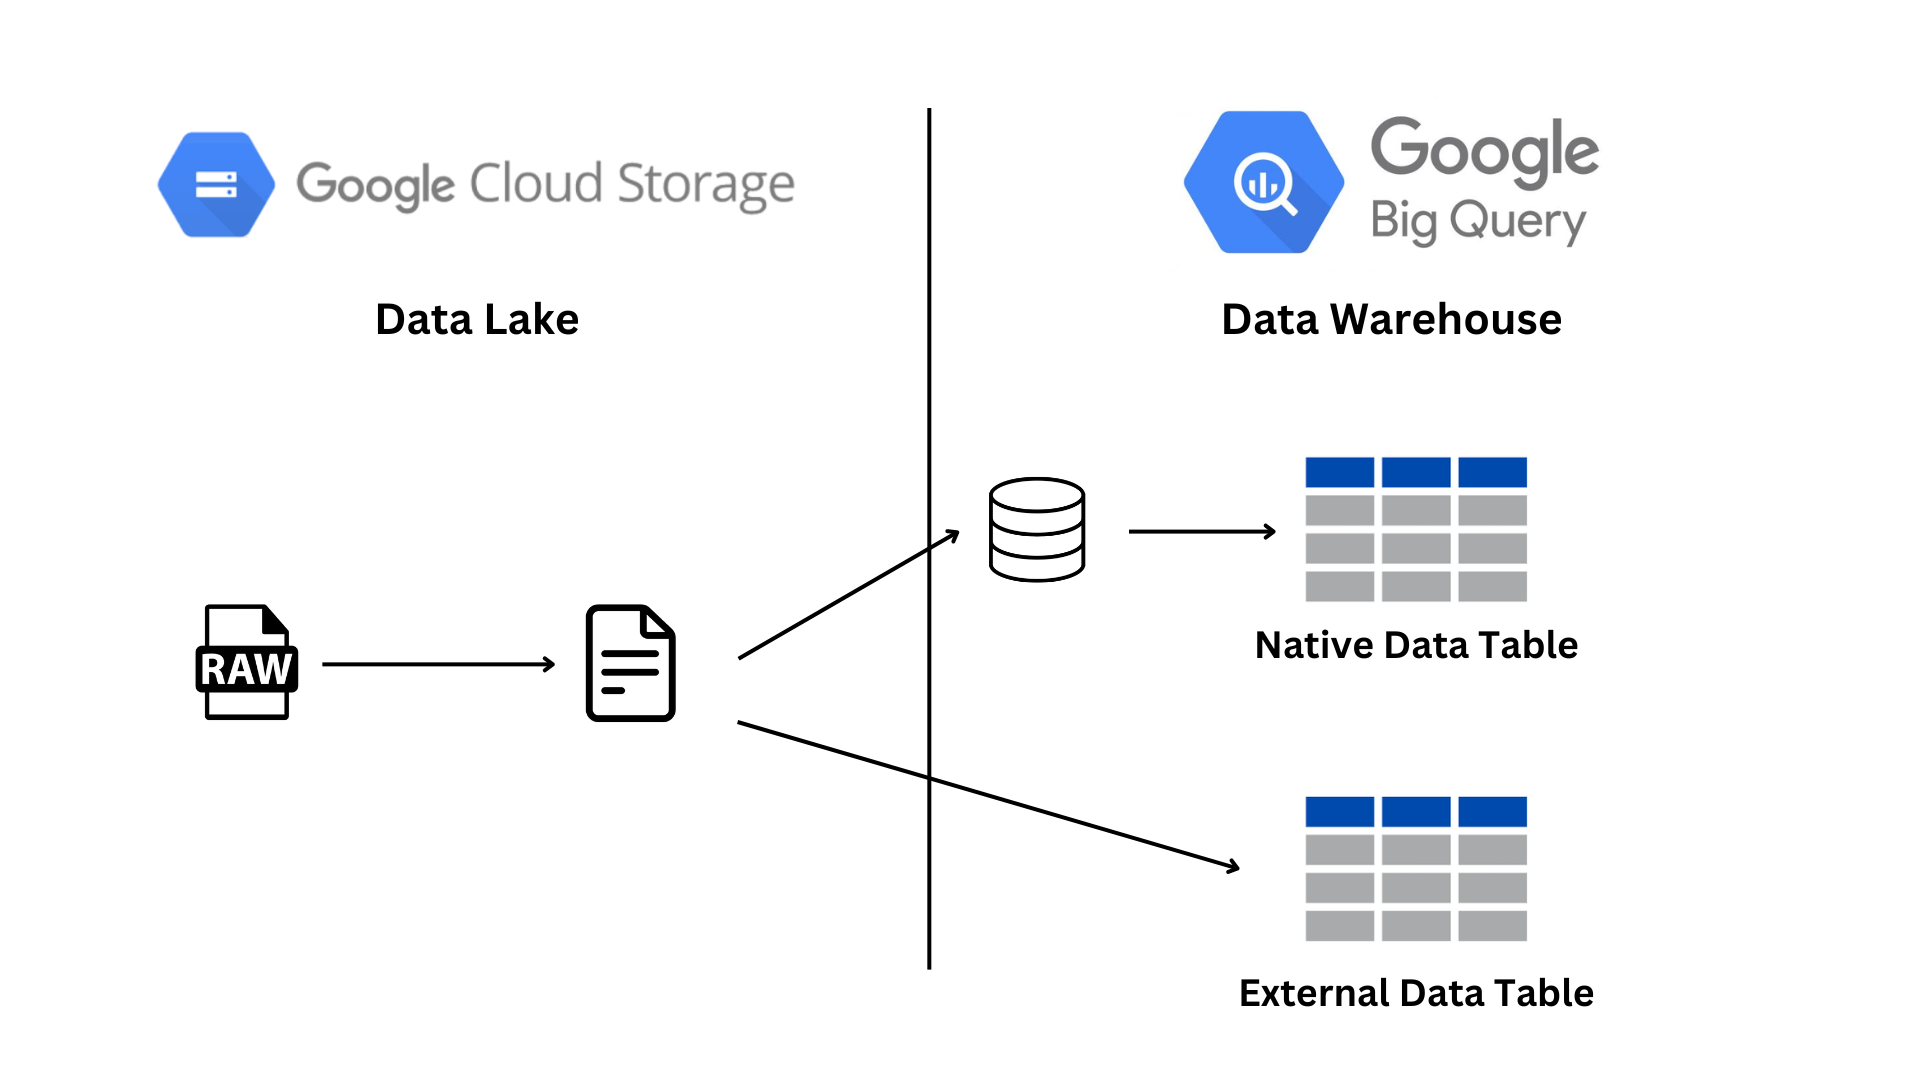 Google Cloud Storage
Google
Big Query
Data Lake
Data Warehouse
RAW
Native Data Table
External Data Table